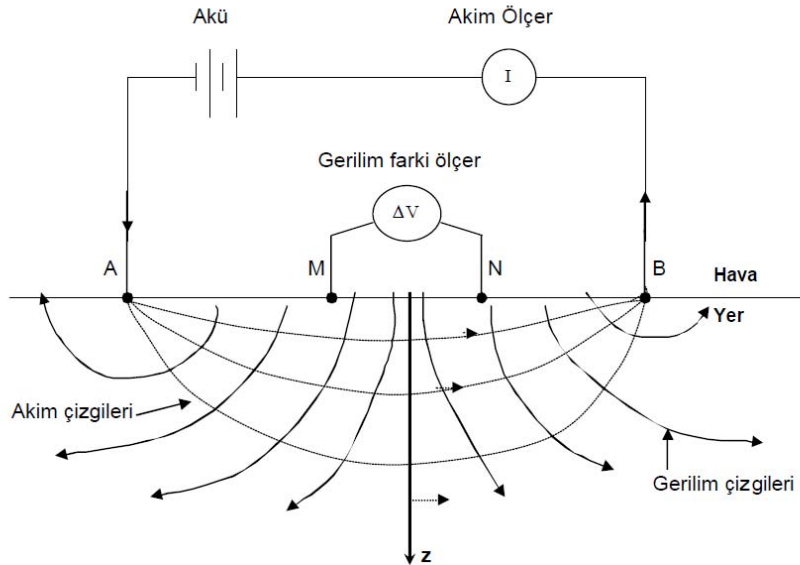 Akü
Akim Ölçer
I
Gerilim farki ölçer
ΔV
A
M
N
B
Hava
Yer
Akim çizgileri
Gerilim çizgileri
z